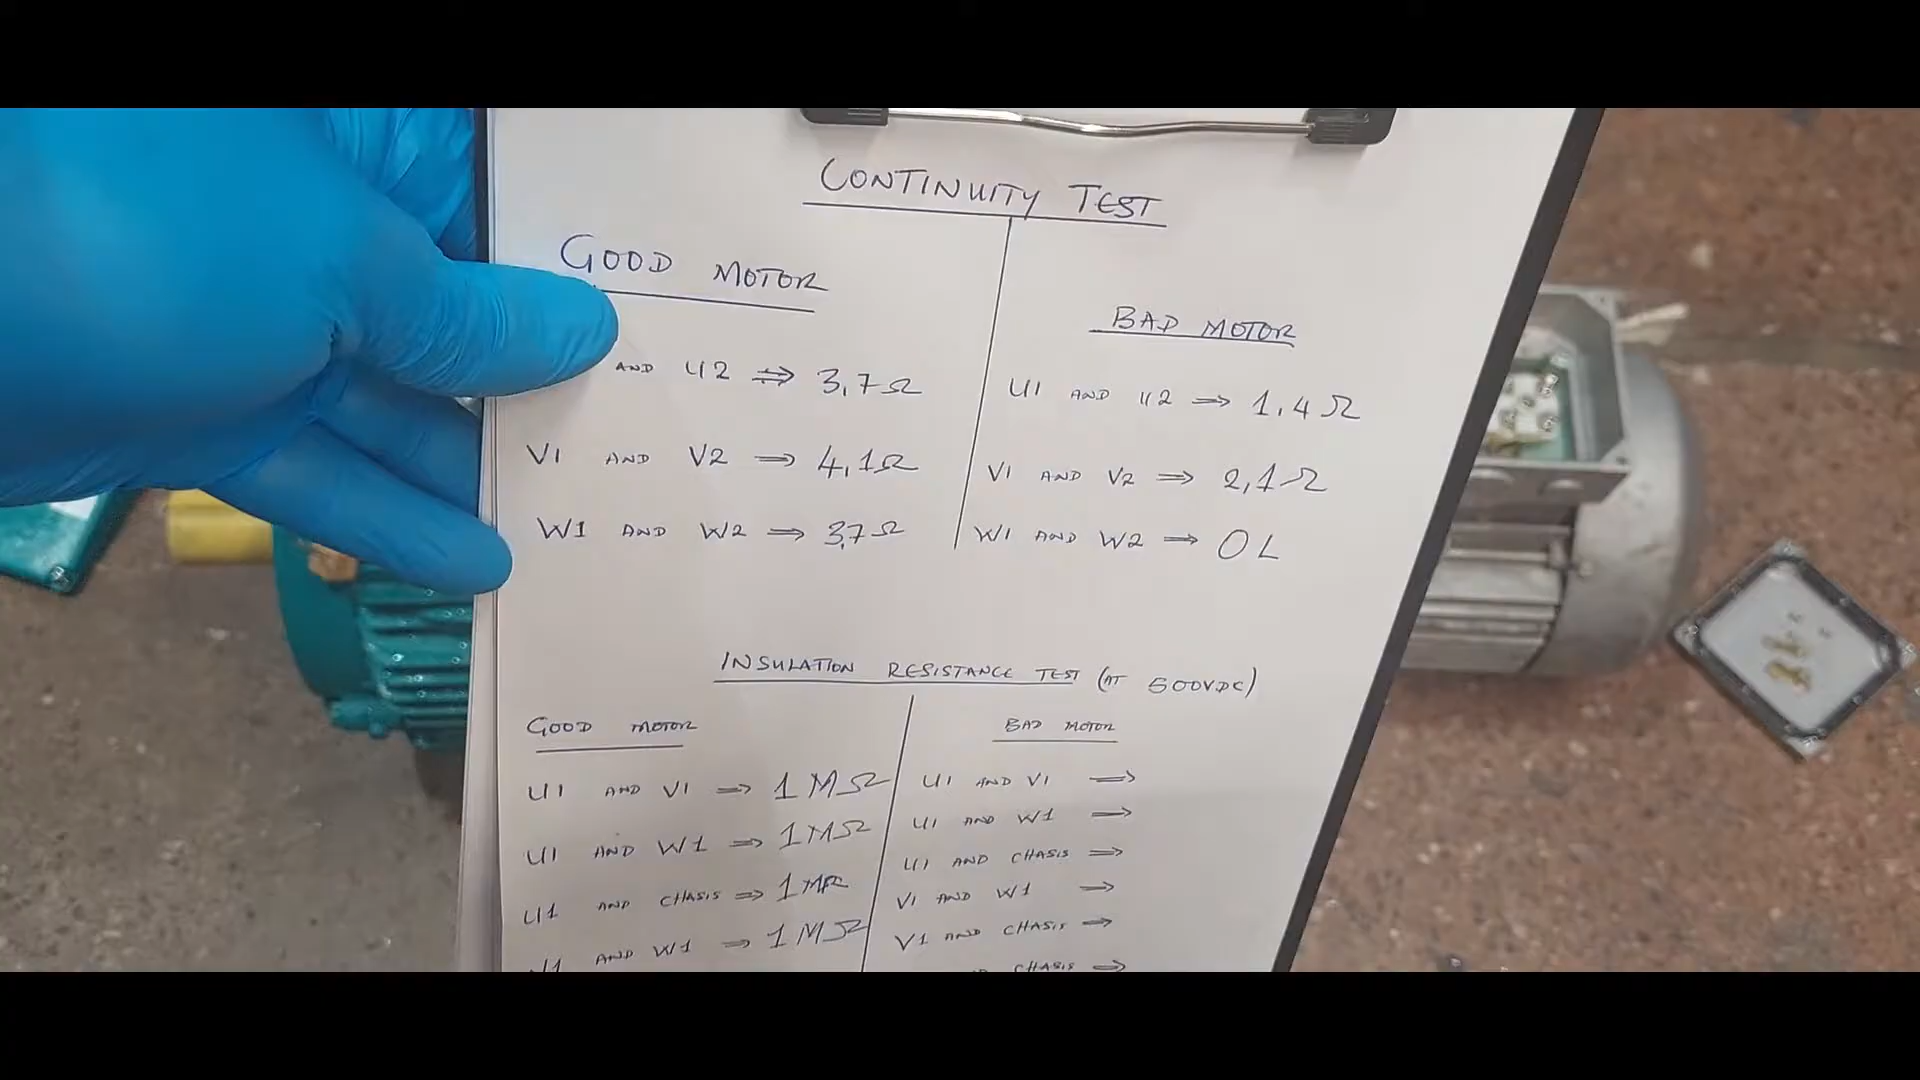 CONTINUITY TEST
GOOD MOTOR
AND U2 ⇒ 3,7Ω
V1 AND V2 ⇒ 4,1Ω
W1 AND W2 ⇒ 3,7Ω
BAD MOTOR
U1 AND U2 ⇒ 1.4Ω
V1 AND V2 ⇒ 2,1Ω
W1 AND W2 ⇒ OL
INSULATION RESISTANCE TEST (AT 500VDC)
GOOD MOTOR
U1 AND V1 ⇒ 1MΩ
U1 AND W1 ⇒ 1MΩ
U1 AND CHASIS ⇒ 1MΩ
AND W1 ⇒ 1MΩ
BAD MOTOR
U1 AND V1 ⇒
U1 AND W1 ⇒
U1 AND CHASIS ⇒
V1 AND W1 ⇒
V1 AND CHASIS ⇒
CHASIS ⇒